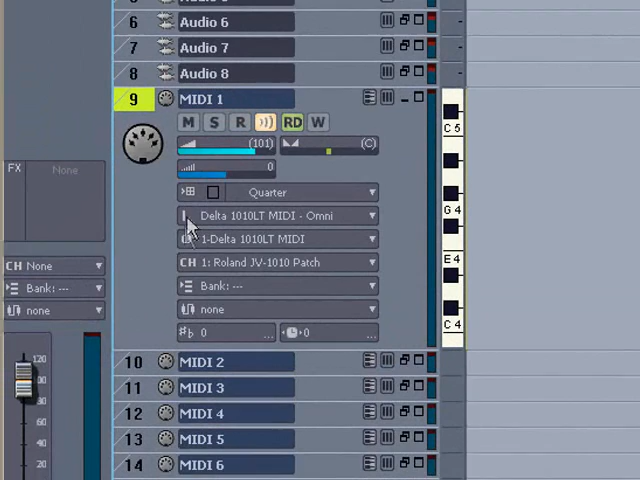 6 Audio 6
7 Audio 7
8 Audio 8
9 MIDI 1
M S R RD W
(101) (C)
0
FX None
Quarter
Delta 1010LT MIDI - Omni
1-Delta 1010LT MIDI
CH None
CH 1: Roland JV-1010 Patch
Bank: ---
Bank: ---
none
none
0 ... 0 ...
C 5
G 4
E 4
C 4
120
60
40
20
10 MIDI 2
11 MIDI 3
12 MIDI 4
13 MIDI 5
14 MIDI 6